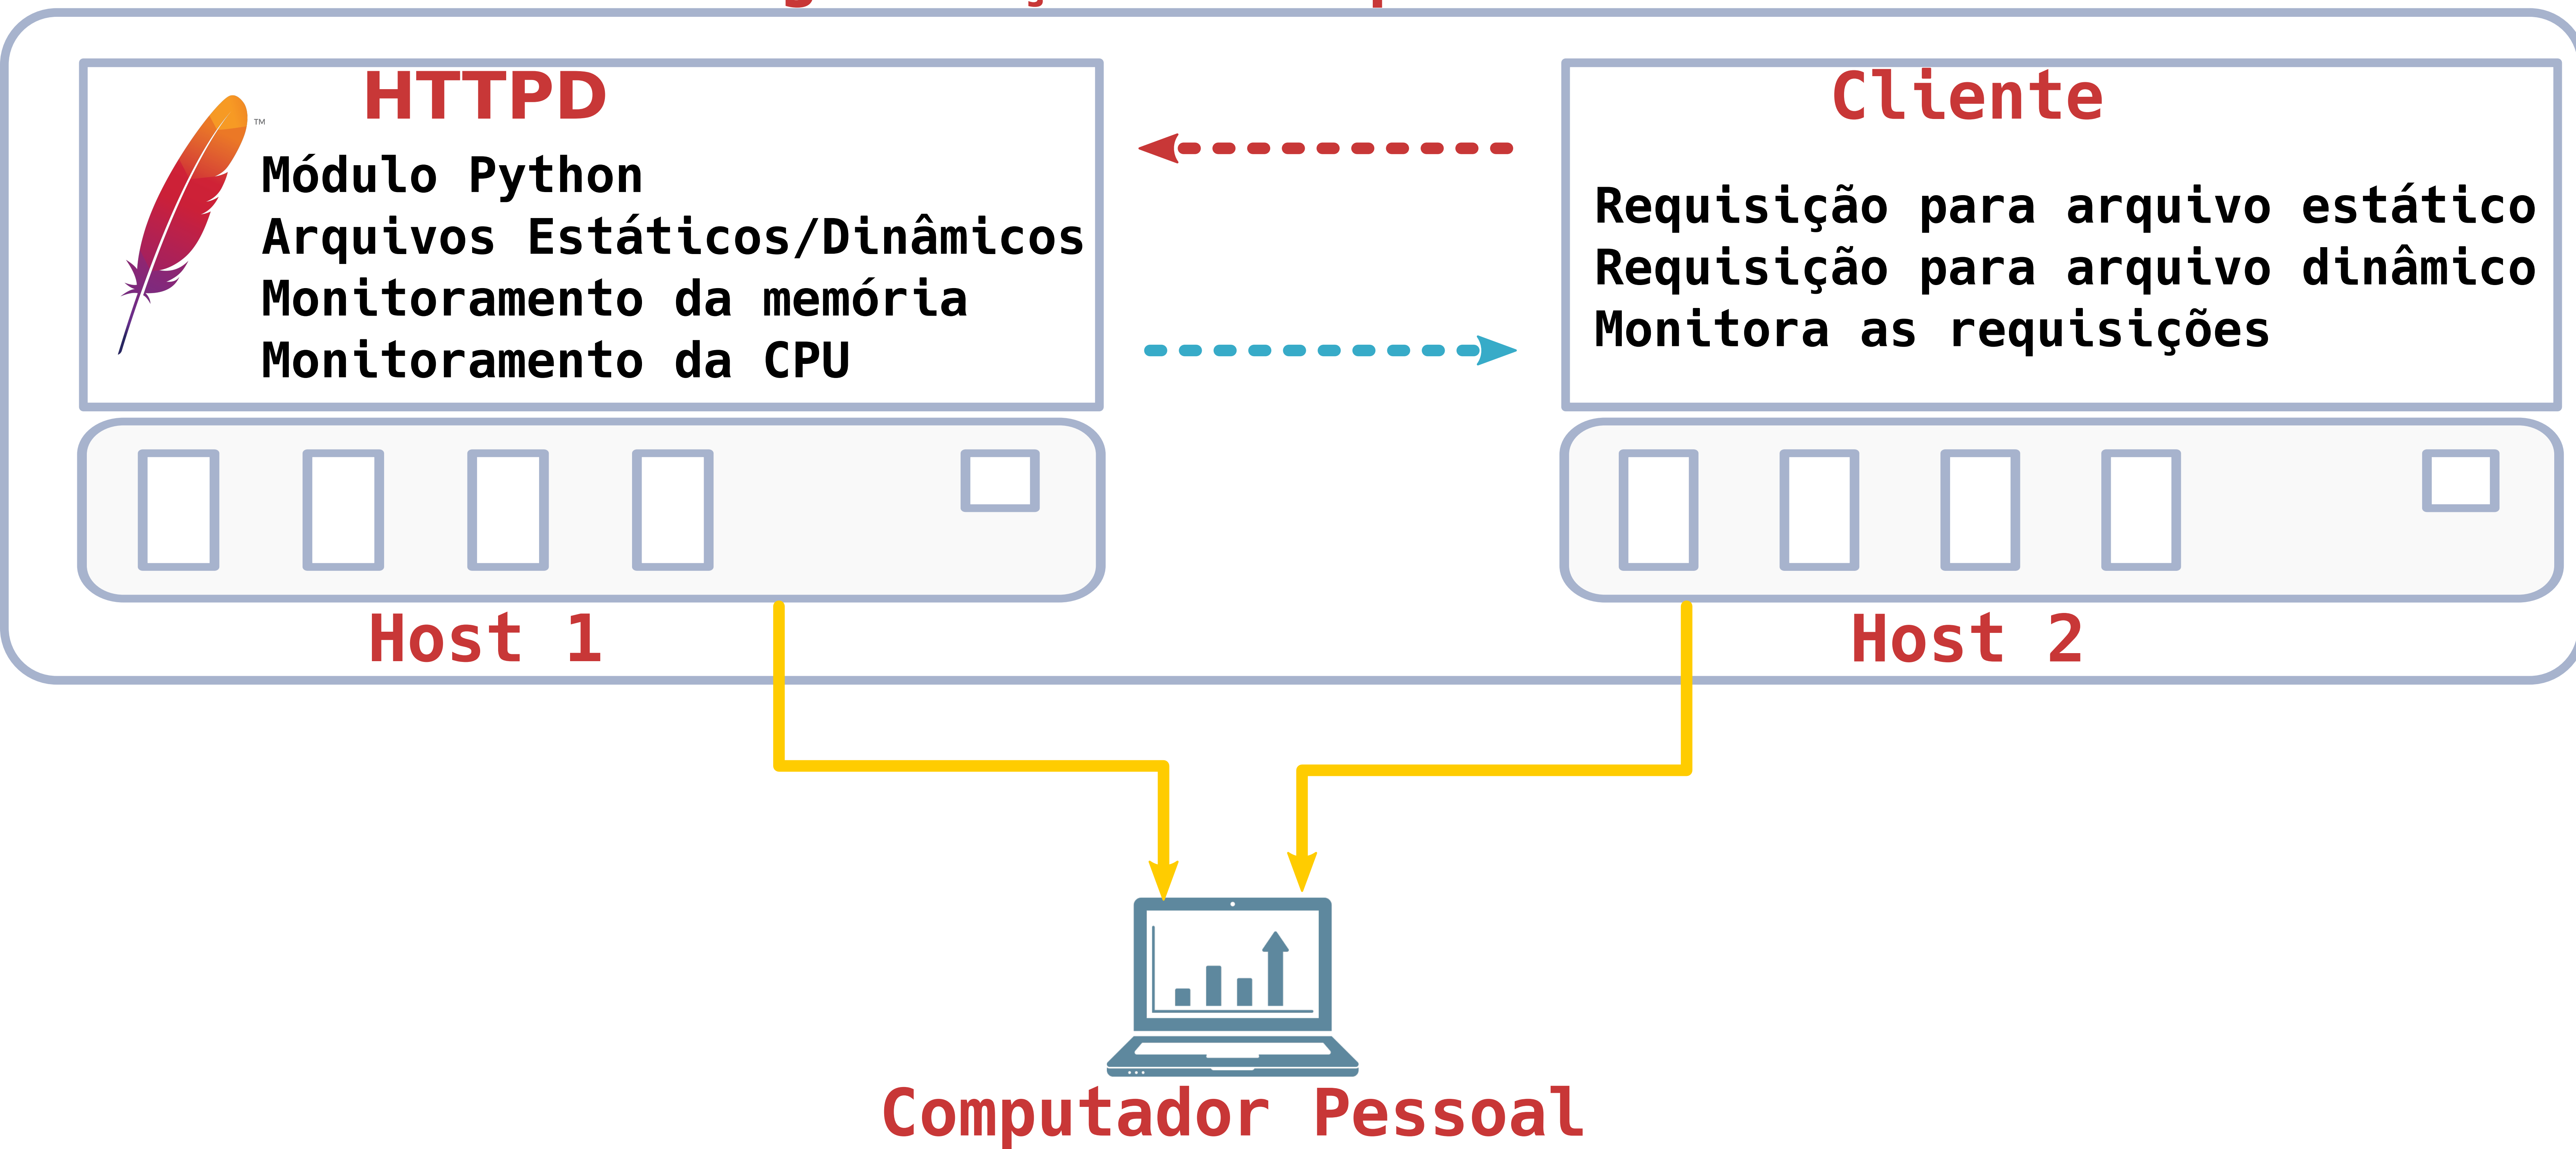 HTTPD
TM
Módulo Python
Arquivos Estáticos/Dinâmicos
Monitoramento da memória
Monitoramento da CPU
Cliente
Requisição para arquivo estático
Requisição para arquivo dinâmico
Monitora as requisições
Host 1
Host 2
Computador Pessoal